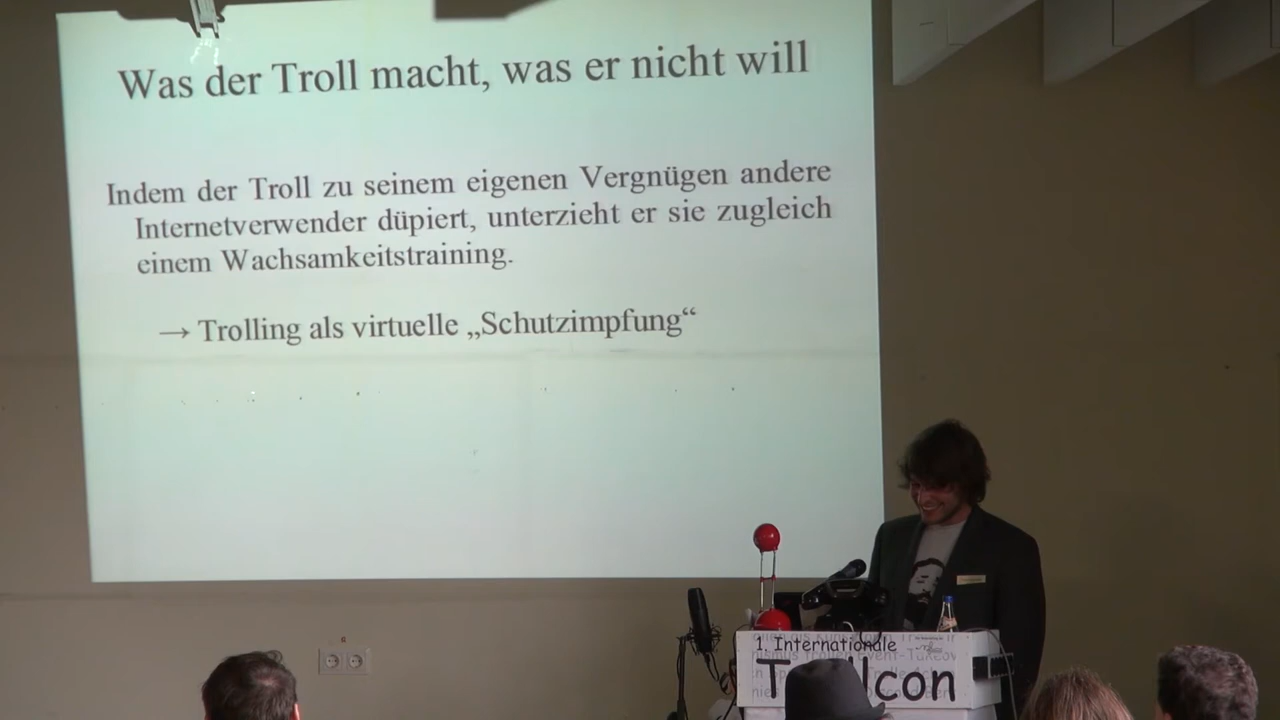 Was der Troll macht, was er nicht will
Indem der Troll zu seinem eigenen Vergnügen andere
Internetverwender düpiert, unterzieht er sie zugleich
einem Wachsamkeitstraining.
→ Trolling als virtuelle „Schutzimpfung“
1. Internationale
T llcon